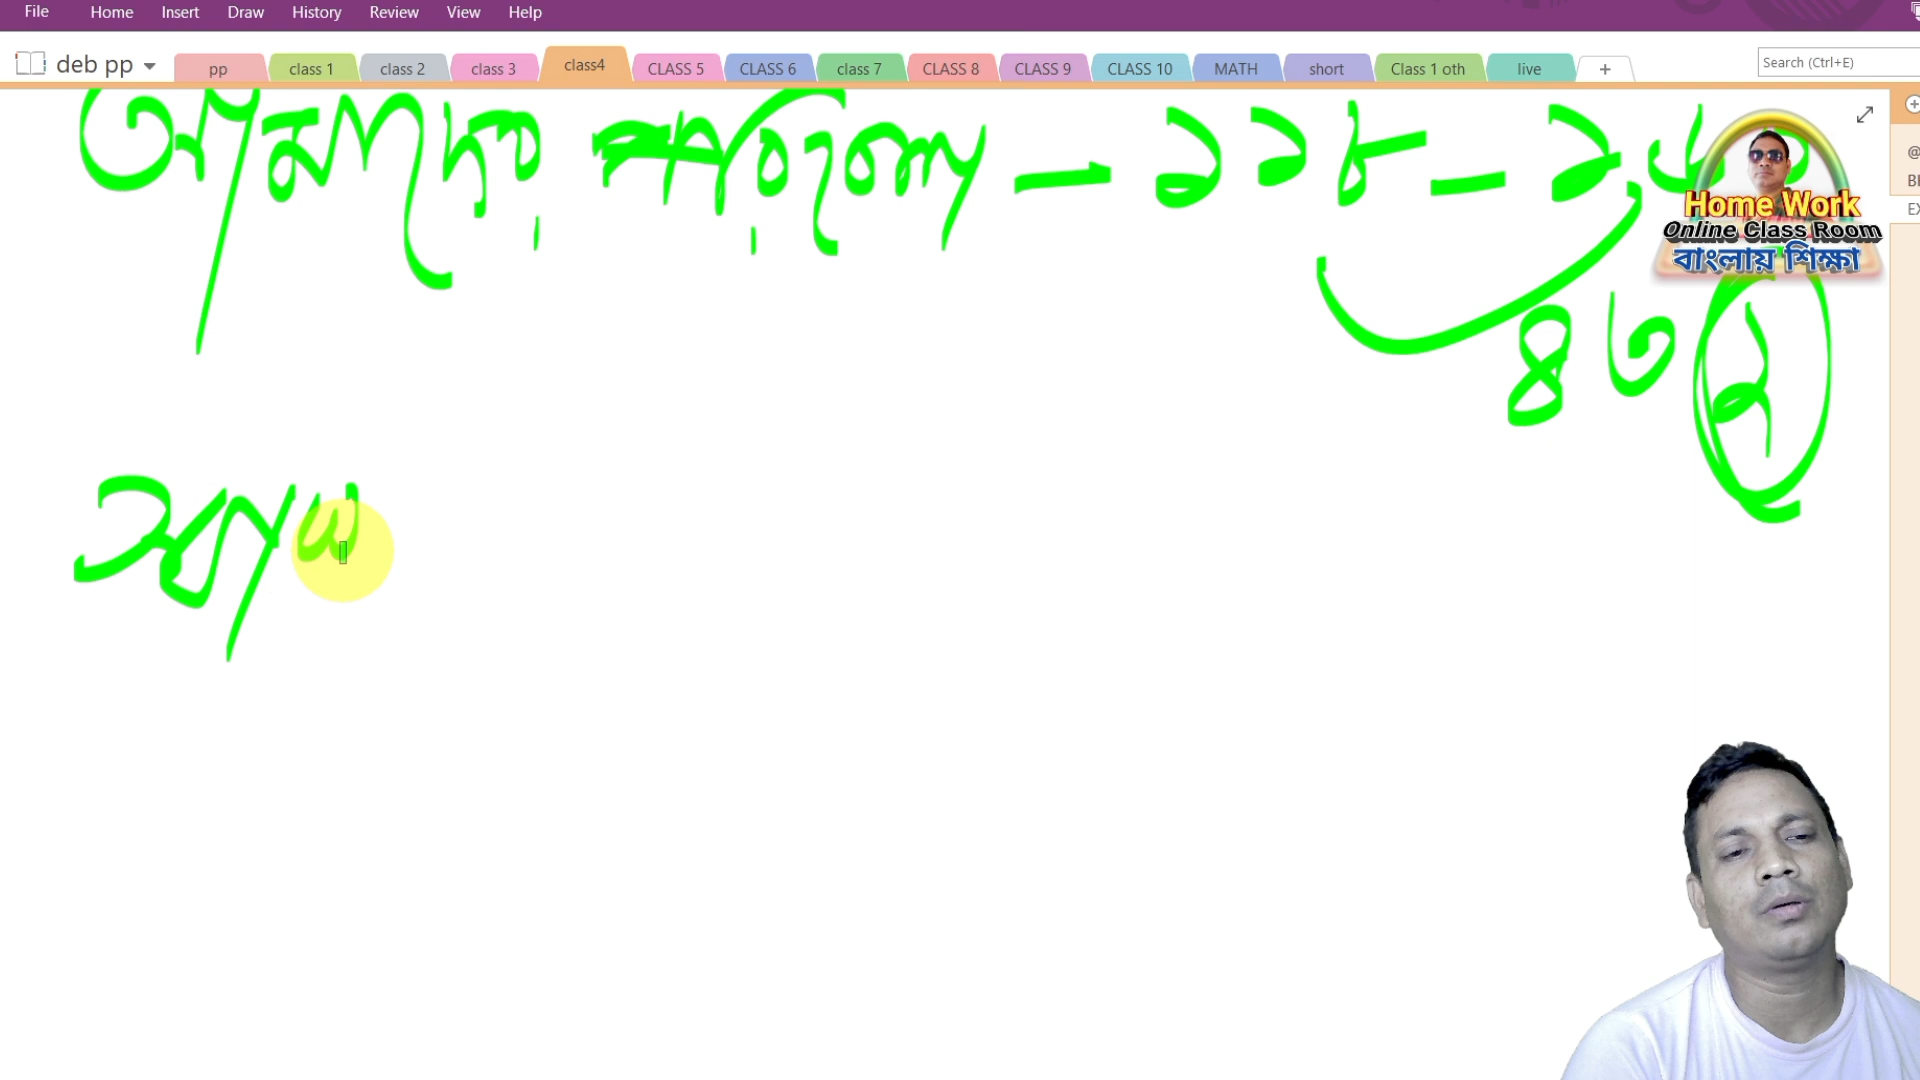 File Home Insert Draw History Review View Help
deb pp pp class 1 class 2 class 3 class4 CLASS 5 CLASS 6 class 7 CLASS 8 CLASS 9 CLASS 10 MATH short Class 1 oth live + Search (Ctrl+E)
আমাদের পরিবেশ – ১১৮ –
Home Work
Online Class Room
বাংলায় শিক্ষা
৪৩২